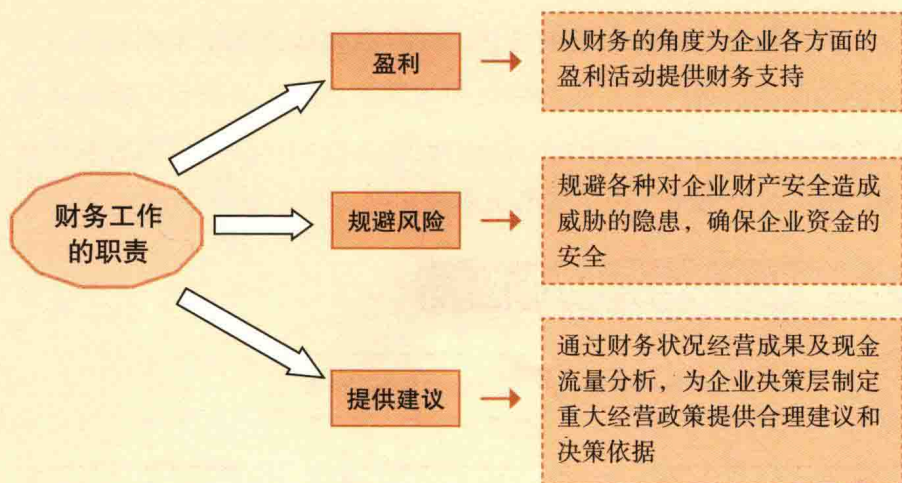 财务工作
的职责
盈利
从财务的角度为企业各方面的
盈利活动提供财务支持
规避风险
规避各种对企业财产安全造成
威胁的隐患，确保企业资金的
安全
提供建议
通过财务状况经营成果及现金
流量分析，为企业决策层制定
重大经营政策提供合理建议和
决策依据